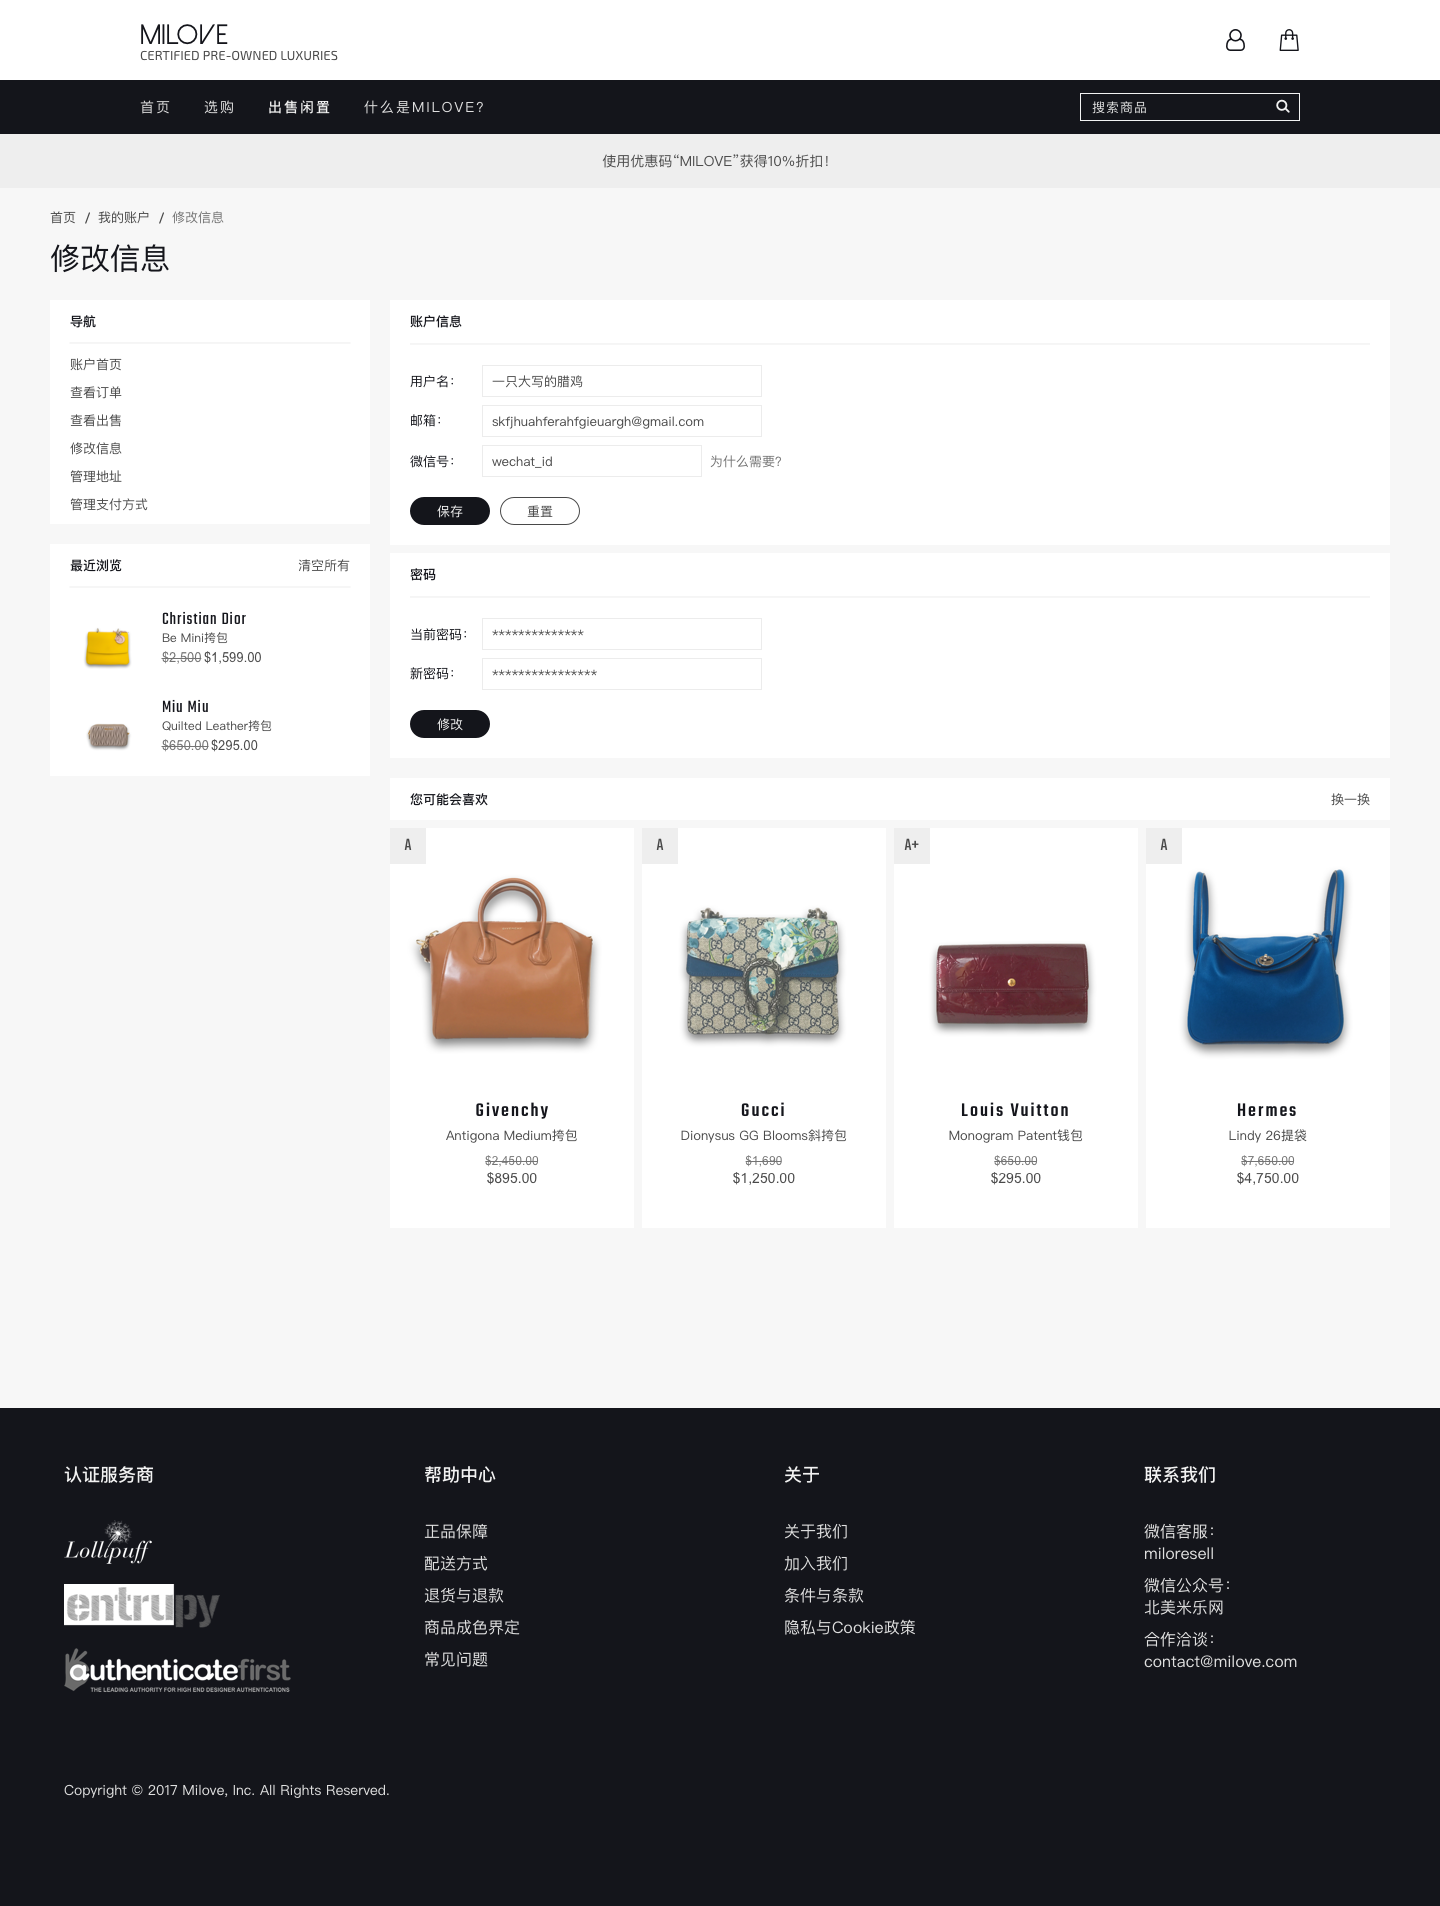 MILOVE
CERTIFIED PRE-OWNED LUXURIES
首页 选购 出售闲置 什么是MILOVE? 搜索商品
使用优惠码“MILOVE”获得10%折扣！
首页 / 我的账户 / 修改信息
修改信息
导航
账户首页
查看订单
查看出售
修改信息
管理地址
管理支付方式
最近浏览 清空所有
Christian Dior
Be Mini挎包
$2,500 $1,599.00
Miu Miu
Quilted Leather挎包
$650.00 $295.00
账户信息
用户名： 一只大写的腊鸡
邮箱： skfjhuahferahfgieuargh@gmail.com
微信号： wechat_id 为什么需要?
保存 重置
密码
当前密码： **************
新密码： ****************
修改
您可能会喜欢 换一换
A
Givenchy
Antigona Medium挎包
$2,450.00
$895.00
A
Gucci
Dionysus GG Blooms斜挎包
$1,690
$1,250.00
A+
Louis Vuitton
Monogram Patent钱包
$650.00
$295.00
A
Hermes
Lindy 26提袋
$7,650.00
$4,750.00
认证服务商
Lollipuff
entrupy
authenticatefirst
THE LEADING AUTHORITY FOR HIGH END DESIGNER AUTHENTICATIONS
帮助中心
正品保障
配送方式
退货与退款
商品成色界定
常见问题
关于
关于我们
加入我们
条件与条款
隐私与Cookie政策
联系我们
微信客服：
miloresell
微信公众号：
北美米乐网
合作洽谈：
contact@milove.com
Copyright © 2017 Milove, Inc. All Rights Reserved.